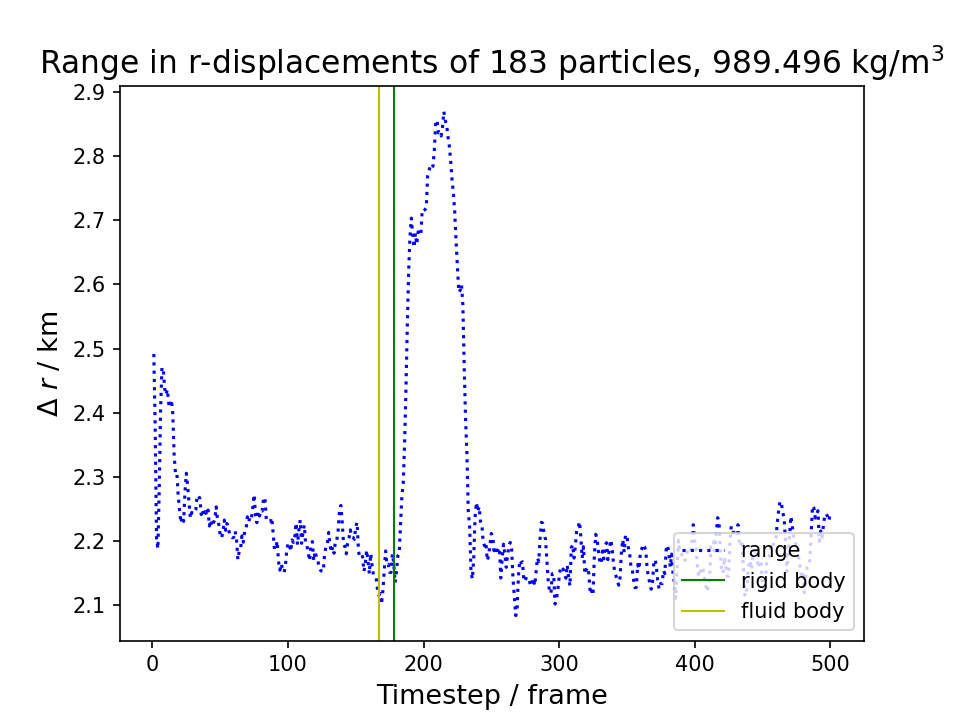 Range in r-displacements of 183 particles, 989.496 kg/m³
2.9
2.8
2.7
2.6
2.5
2.4
2.3
2.2
2.1
Δ r / km
0 100 200 300 400 500
Timestep / frame
range
rigid body
fluid body